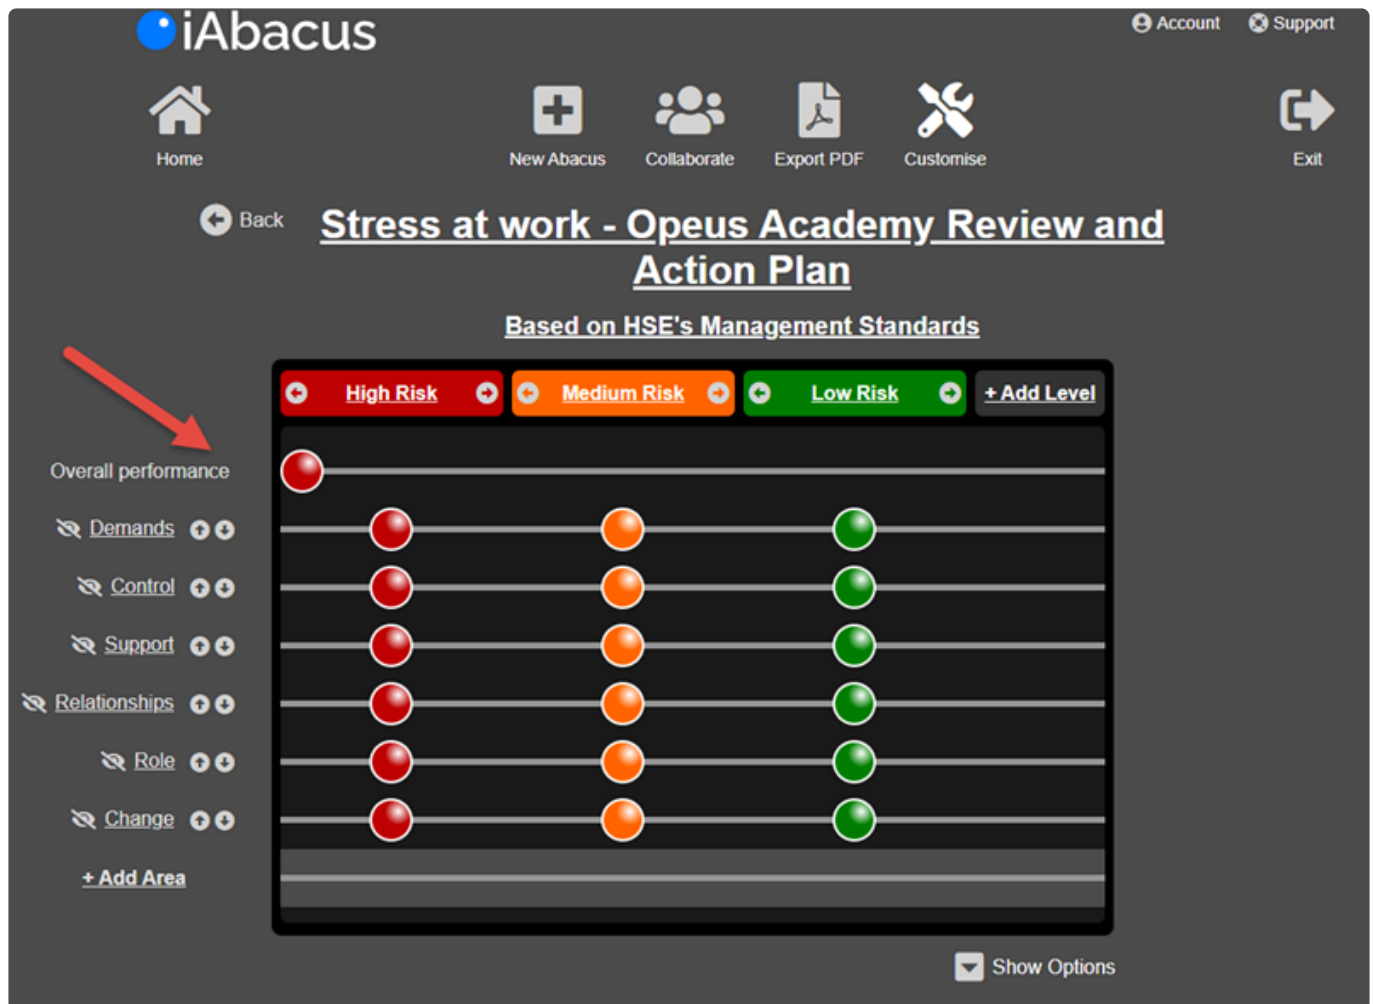 iAbacus
Account
Support
Home
New Abacus
Collaborate
Export PDF
Customise
Exit
Back
Stress at work - Opeus Academy Review and
Action Plan
Based on HSE's Management Standards
High Risk
Medium Risk
Low Risk
+ Add Level
Overall performance
Demands
Control
Support
Relationships
Role
Change
+ Add Area
Show Options